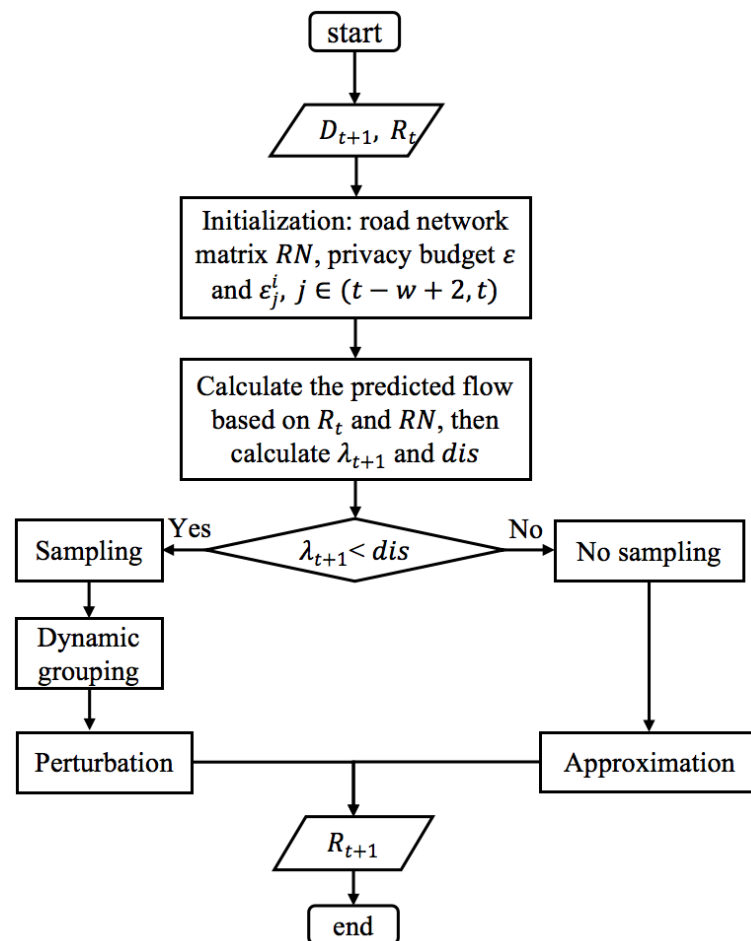 start
D_{t+1}, R_t
Initialization: road network
matrix RN, privacy budget ε
and ε_j^i, j ∈ (t − w + 2, t)
Calculate the predicted flow
based on R_t and RN, then
calculate λ_{t+1} and dis
Yes
λ_{t+1}< dis
No
Sampling
No sampling
Dynamic
grouping
Perturbation
Approximation
R_{t+1}
end